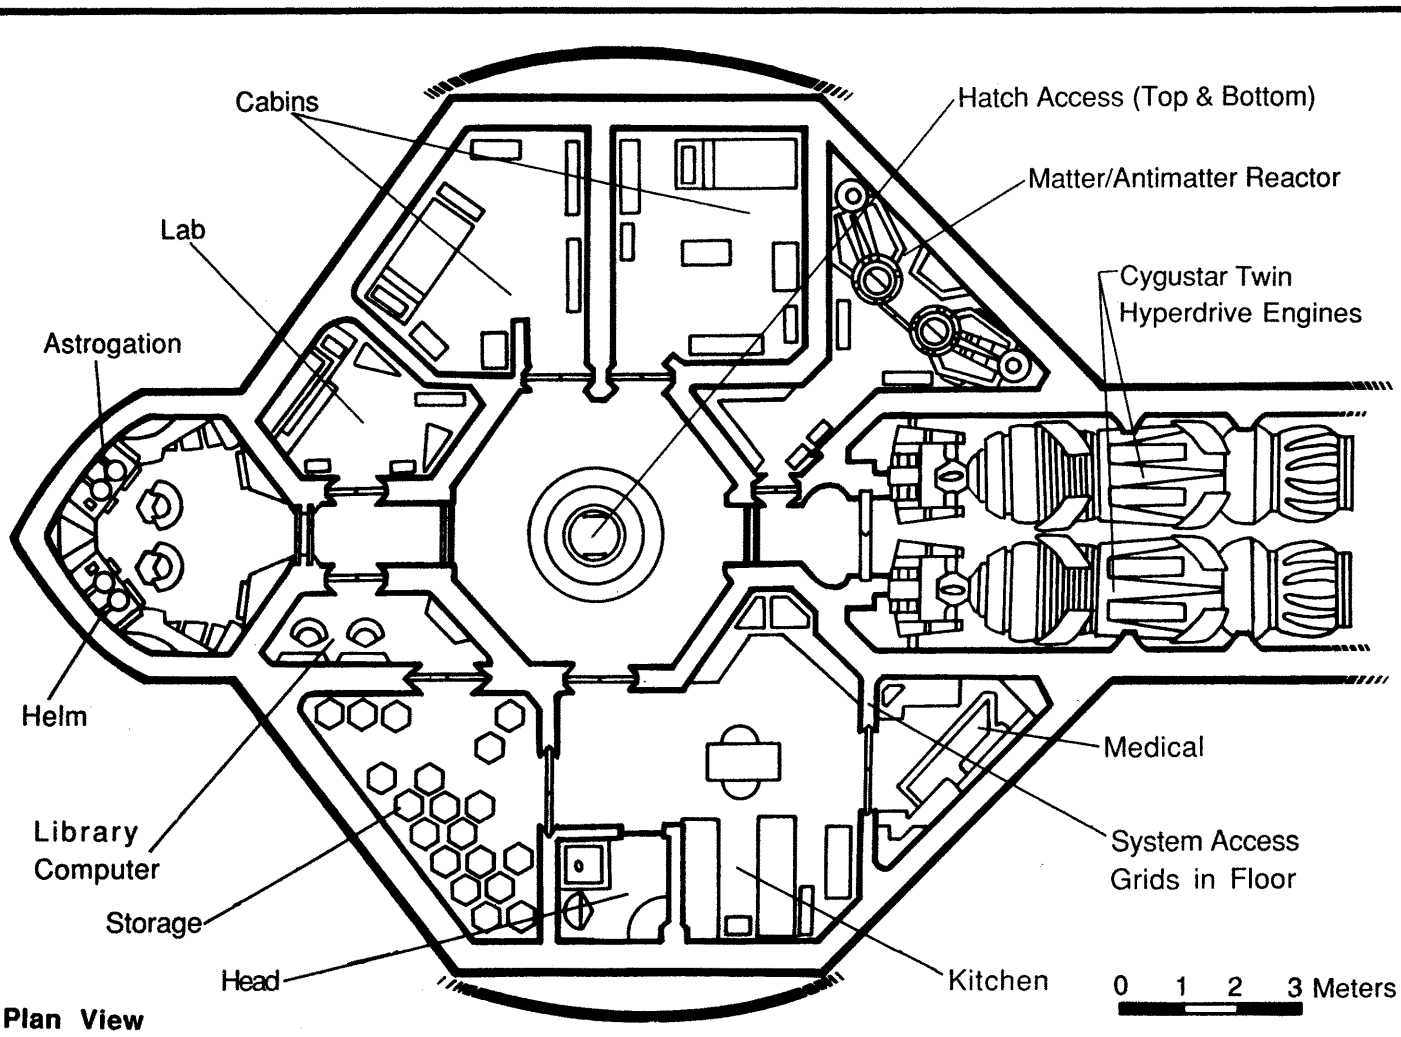 Cabins
Hatch Access (Top & Bottom)
Matter/Antimatter Reactor
Lab
Cygustar Twin
Hyperdrive Engines
Astrogation
Helm
Medical
Library
Computer
System Access
Grids in Floor
Storage
Head
Kitchen
0 1 2 3 Meters
Plan View